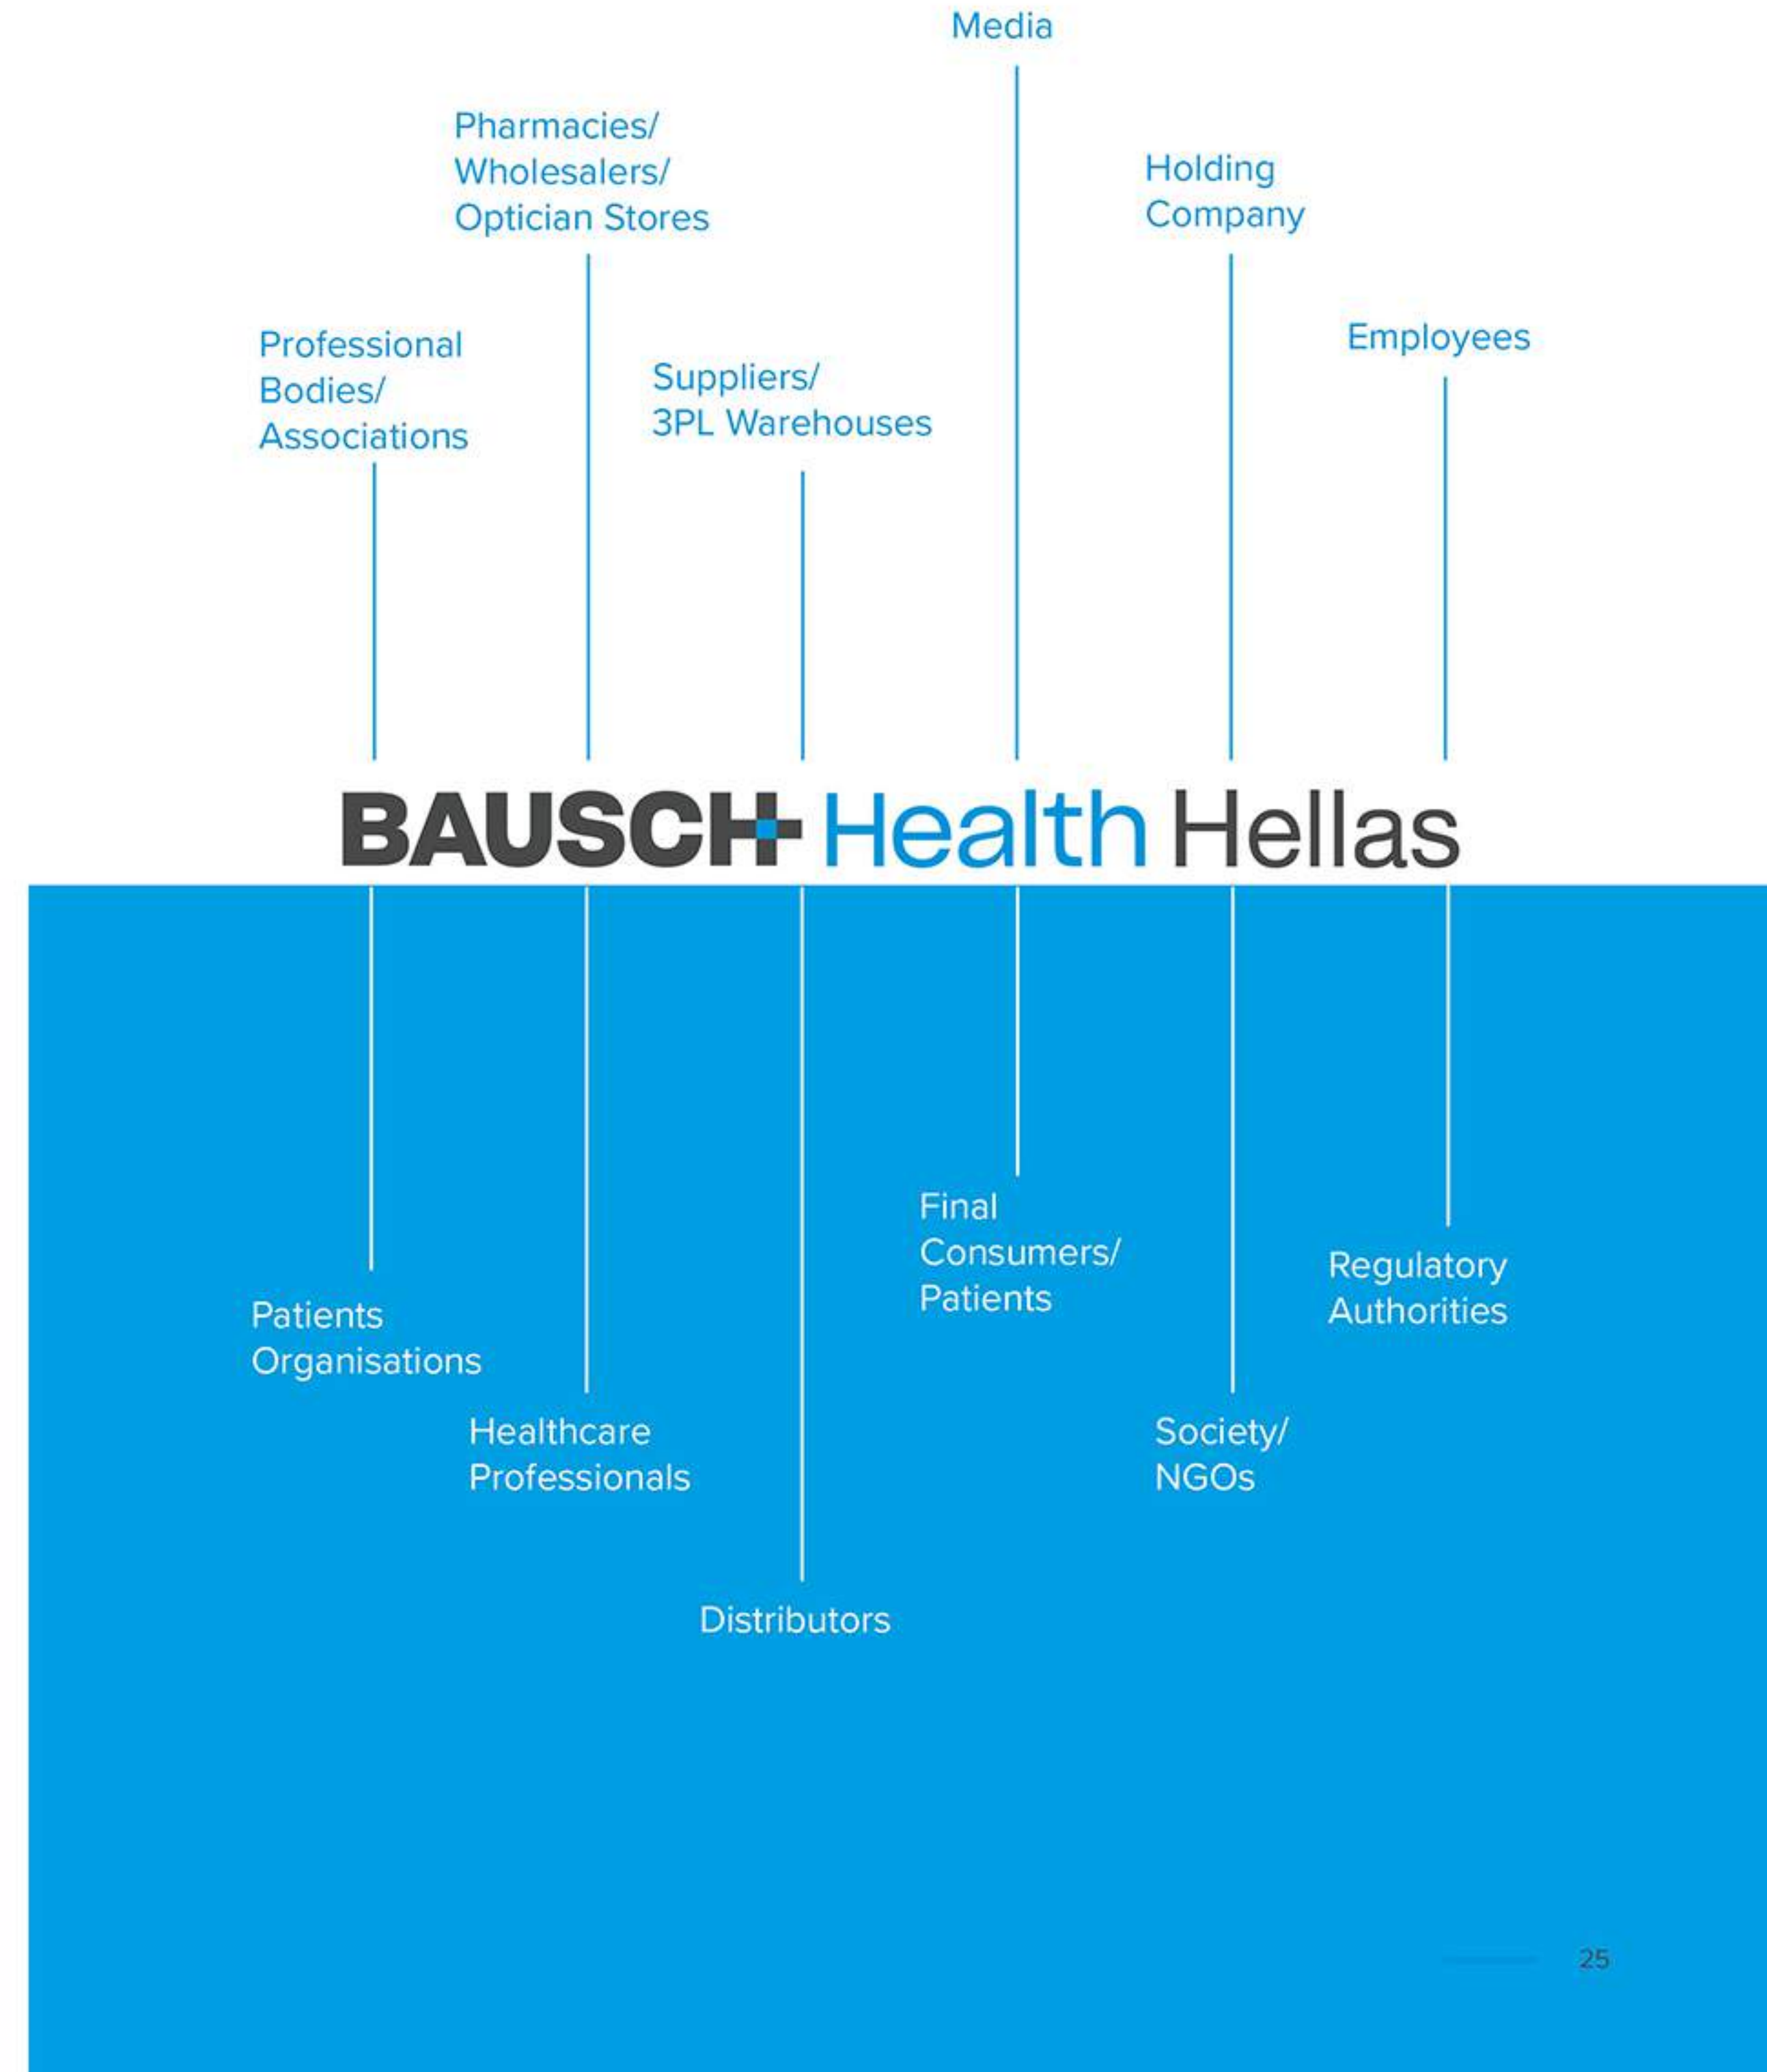 Media
Pharmacies/
Wholesalers/
Optician Stores
Holding
Company
Professional
Bodies/
Associations
Suppliers/
3PL Warehouses
Employees
BAUSCH Health Hellas
Final
Consumers/
Patients
Regulatory
Authorities
Patients
Organisations
Healthcare
Professionals
Society/
NGOs
Distributors
25